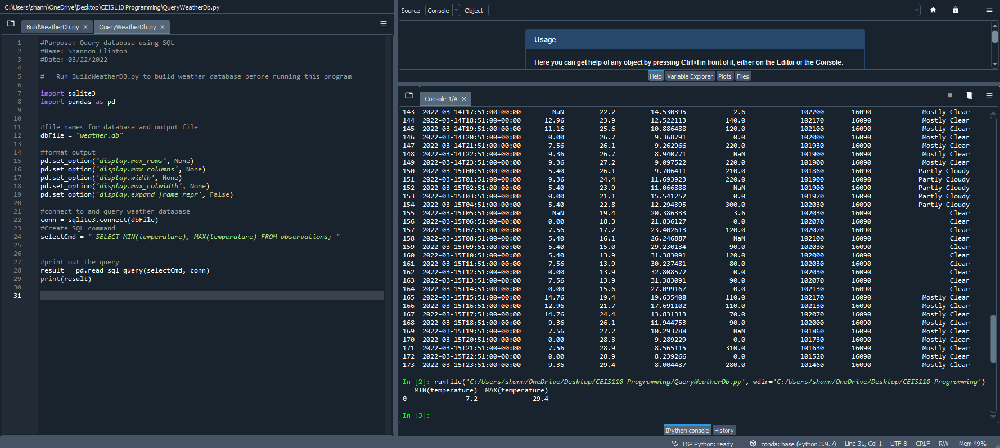 C:\Users\shann\OneDrive\Desktop\CEIS110 Programming\QueryWeatherDb.py
BuildWeatherDb.py × QueryWeatherDb.py ×
1 #Purpose: Query database using SQL
2 #Name: Shannon Clinton
3 #Date: 03/22/2022
4
5 #   Run BuildWeatherDB.py to build weather database before running this program
6
7 import sqlite3
8 import pandas as pd
9
10
11 #file names for database and output file
12 dbFile = "weather.db"
13
14 #format output
15 pd.set_option('display.max_rows', None)
16 pd.set_option('display.max_columns', None)
17 pd.set_option('display.width', None)
18 pd.set_option('display.max_colwidth', None)
19 pd.set_option('display.expand_frame_repr', False)
20
21 #connect to and query weather database
22 conn = sqlite3.connect(dbFile)
23 #Create SQL command
24 selectCmd = " SELECT MIN(temperature), MAX(temperature) FROM observations; "
25
26
27 #print out the query
28 result = pd.read_sql_query(selectCmd, conn)
29 print(result)
30
31
Source Console Object
Usage
Here you can get help of any object by pressing Ctrl+I in front of it, either on the Editor or the Console.
Help Variable Explorer Plots Files
Console 1/A ×
143 2022-03-14T17:51:00+00:00 NaN 22.2 14.530395 2.6 102200 16090 Mostly Clear
144 2022-03-14T18:51:00+00:00 12.96 23.9 12.522113 140.0 102170 16090 Mostly Clear
145 2022-03-14T19:51:00+00:00 11.16 25.6 10.886488 120.0 102100 16090 Mostly Clear
146 2022-03-14T20:51:00+00:00 0.00 26.7 9.368791 0.0 102000 16090 Mostly Clear
147 2022-03-14T21:51:00+00:00 7.56 26.1 9.262966 220.0 101930 16090 Mostly Clear
148 2022-03-14T22:51:00+00:00 9.36 26.7 8.940771 NaN 101900 16090 Mostly Clear
149 2022-03-14T23:51:00+00:00 9.36 27.2 9.097522 220.0 101900 16090 Mostly Clear
150 2022-03-15T00:51:00+00:00 5.40 26.1 9.706411 210.0 101860 16090 Partly Cloudy
151 2022-03-15T01:51:00+00:00 9.36 24.4 11.693923 220.0 101900 16090 Partly Cloudy
152 2022-03-15T02:51:00+00:00 5.40 23.9 11.066888 NaN 101900 16090 Partly Cloudy
153 2022-03-15T03:51:00+00:00 0.00 21.1 15.541252 0.0 101970 16090 Partly Cloudy
154 2022-03-15T04:51:00+00:00 5.40 22.8 12.294395 300.0 102030 16090 Partly Cloudy
155 2022-03-15T05:51:00+00:00 NaN 19.4 20.386333 3.6 102030 16090 Clear
156 2022-03-15T06:51:00+00:00 0.00 18.3 21.836127 0.0 102070 16090 Clear
157 2022-03-15T07:51:00+00:00 7.56 17.2 23.402613 120.0 102070 16090 Clear
158 2022-03-15T08:51:00+00:00 5.40 16.1 26.246887 NaN 102100 16090 Clear
159 2022-03-15T09:51:00+00:00 5.40 15.0 29.230134 90.0 102030 16090 Clear
160 2022-03-15T10:51:00+00:00 5.40 13.9 31.383091 120.0 102000 16090 Clear
161 2022-03-15T11:51:00+00:00 7.56 13.9 30.237481 80.0 102030 16090 Clear
162 2022-03-15T12:51:00+00:00 0.00 13.9 32.808572 0.0 102030 16090 Clear
163 2022-03-15T13:51:00+00:00 7.56 13.9 31.383091 90.0 102070 16090 Clear
164 2022-03-15T14:51:00+00:00 0.00 15.6 27.099167 0.0 102130 16090 Clear
165 2022-03-15T15:51:00+00:00 14.76 19.4 19.635408 110.0 102170 16090 Mostly Clear
166 2022-03-15T16:51:00+00:00 12.96 21.7 17.691102 110.0 102130 16090 Mostly Clear
167 2022-03-15T17:51:00+00:00 14.76 24.4 13.831313 70.0 102070 16090 Mostly Clear
168 2022-03-15T18:51:00+00:00 9.36 26.1 11.944753 90.0 102000 16090 Mostly Clear
169 2022-03-15T19:51:00+00:00 7.56 27.2 10.293788 NaN 101860 16090 Mostly Clear
170 2022-03-15T20:51:00+00:00 0.00 28.3 9.289229 0.0 101730 16090 Mostly Clear
171 2022-03-15T21:51:00+00:00 7.56 28.9 8.565115 310.0 101630 16090 Mostly Clear
172 2022-03-15T22:51:00+00:00 0.00 28.9 8.239266 0.0 101520 16090 Mostly Clear
173 2022-03-15T23:51:00+00:00 9.36 29.4 8.004487 280.0 101460 16090 Mostly Clear
In [2]: runfile('C:/Users/shann/OneDrive/Desktop/CEIS110 Programming/QueryWeatherDb.py', wdir='C:/Users/shann/OneDrive/Desktop/CEIS110 Programming')
MIN(temperature) MAX(temperature)
0 7.2 29.4
In [3]:
IPython console History
LSP Python: ready conda: base (Python 3.9.7) Line 31, Col 1 UTF-8 CRLF RW Mem 49%